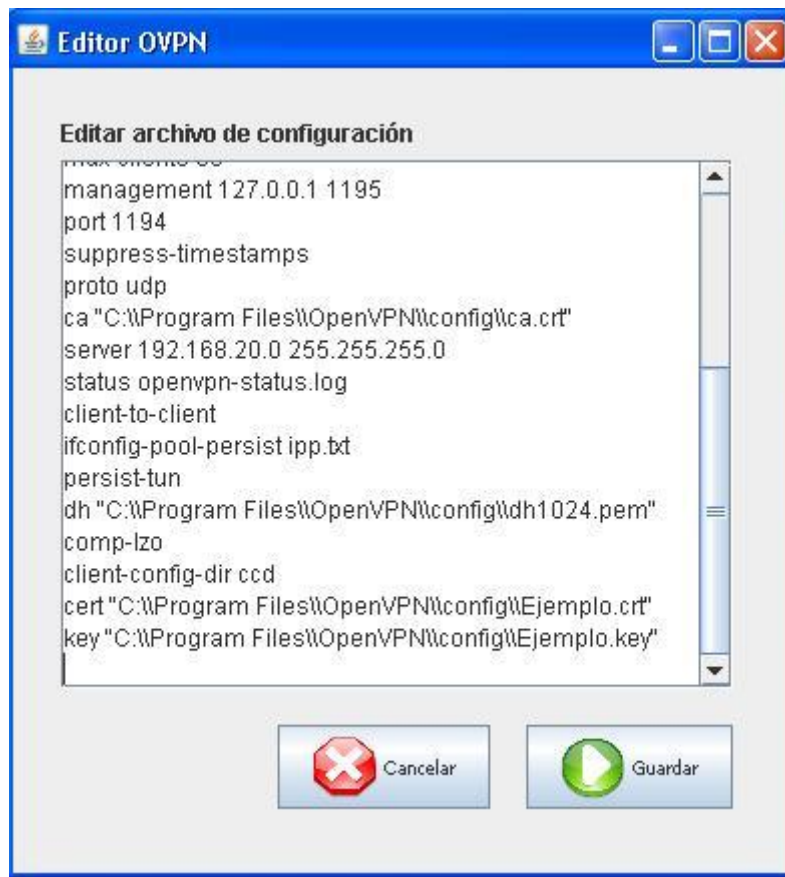 Editor OVPN
Editar archivo de configuración
management 127.0.0.1 1195
port 1194
suppress-timestamps
proto udp
ca "C:\\Program Files\\OpenVPN\\config\\ca.crt"
server 192.168.20.0 255.255.255.0
status openvpn-status.log
client-to-client
ifconfig-pool-persist ipp.txt
persist-tun
dh "C:\\Program Files\\OpenVPN\\config\\dh1024.pem"
comp-lzo
client-config-dir ccd
cert "C:\\Program Files\\OpenVPN\\config\\Ejemplo.crt"
key "C:\\Program Files\\OpenVPN\\config\\Ejemplo.key"
Cancelar
Guardar